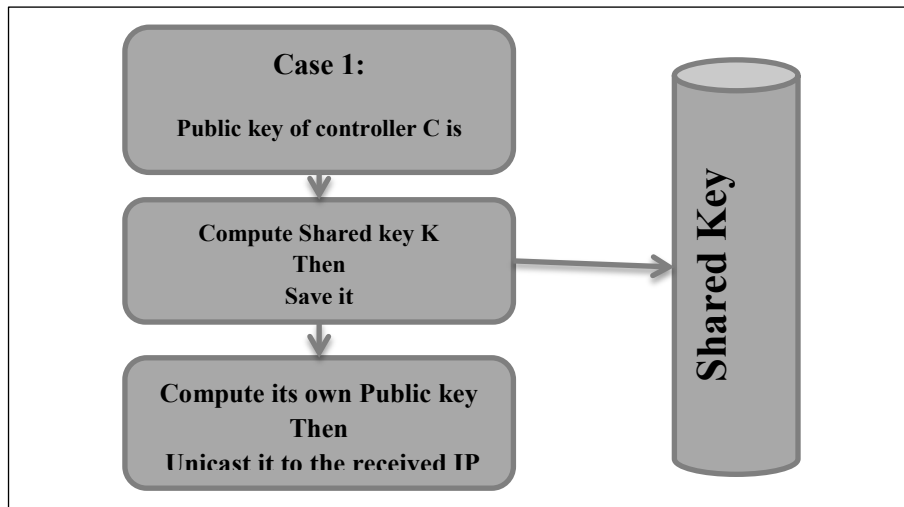 Case 1:
Public key of controller C is
Compute Shared key K
Then
Save it
Shared Key
Compute its own Public key
Then
Unicast it to the received IP